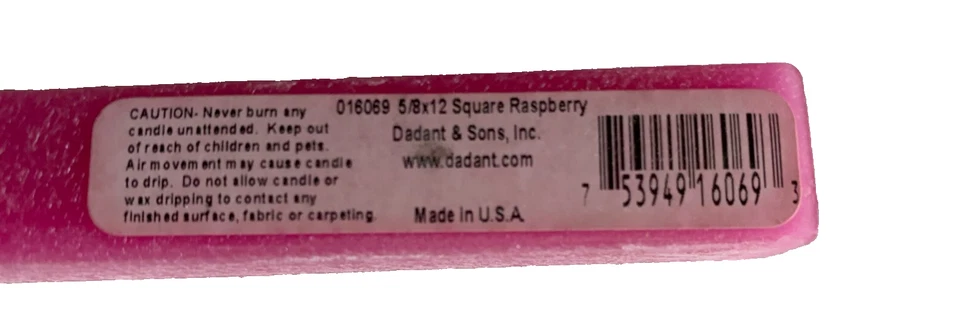 CAUTION- Never burn any
candle unattended. Keep out
of reach of children and pets.
Air movement may cause candle
to drip. Do not allow candle or
wax dripping to contact any
finished surface, fabric or carpeting.
016069 5/8x12 Square Raspberry
Dadant & Sons, Inc.
www.dadant.com
Made in U.S.A.
7 53949 16069 3